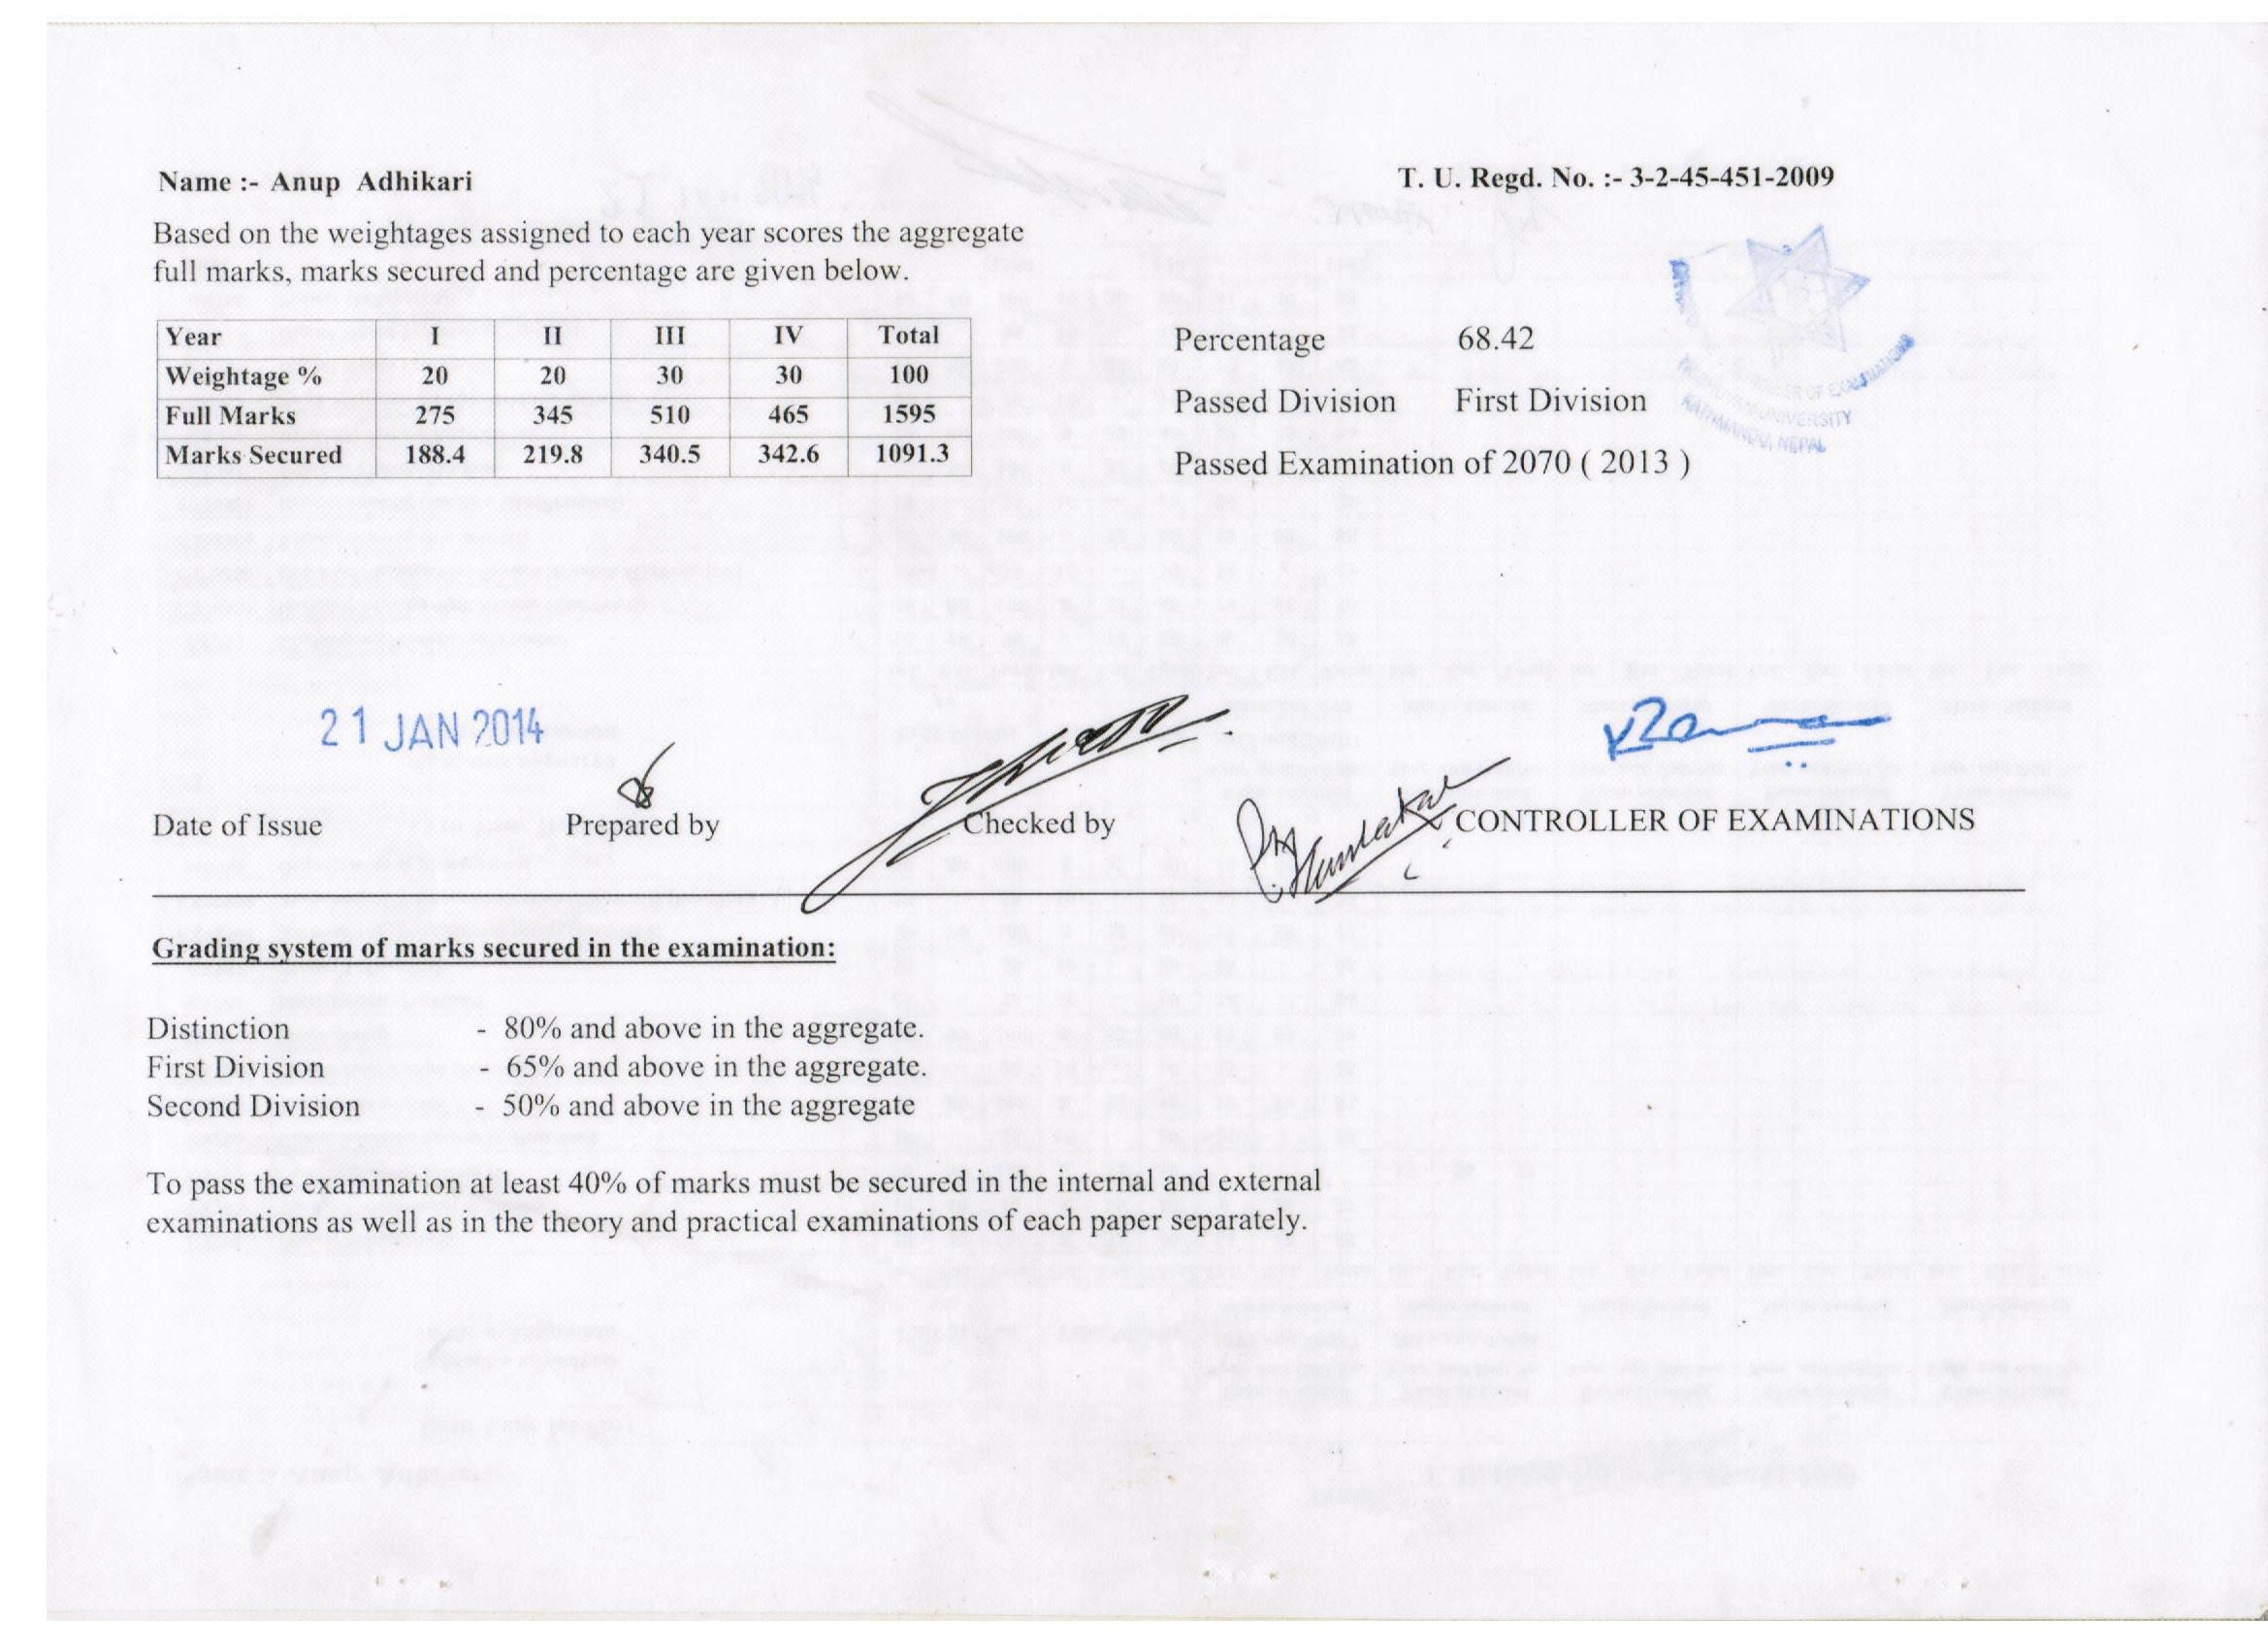 Name :- Anup Adhikari
T. U. Regd. No. :- 3-2-45-451-2009
Based on the weightages assigned to each year scores the aggregate
full marks, marks secured and percentage are given below.
Year I II III IV Total
Weightage % 20 20 30 30 100
Full Marks 275 345 510 465 1595
Marks Secured 188.4 219.8 340.5 342.6 1091.3
Percentage 68.42
Passed Division First Division
Passed Examination of 2070 ( 2013 )
OF EXAMINATIONS
UNIVERSITY
KATHMANDU, NEPAL
21 JAN 2014
Date of Issue Prepared by Checked by CONTROLLER OF EXAMINATIONS
Grading system of marks secured in the examination:
Distinction - 80% and above in the aggregate.
First Division - 65% and above in the aggregate.
Second Division - 50% and above in the aggregate
To pass the examination at least 40% of marks must be secured in the internal and external
examinations as well as in the theory and practical examinations of each paper separately.